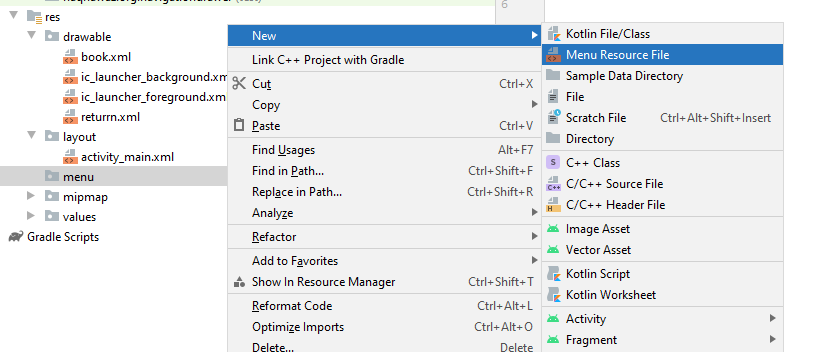 6
res
drawable
book.xml
ic_launcher_background.xm
ic_launcher_foreground.xm
returrn.xml
layout
activity_main.xml
menu
mipmap
values
Gradle Scripts
New
Link C++ Project with Gradle
Cut Ctrl+X
Copy
Paste Ctrl+V
Find Usages Alt+F7
Find in Path... Ctrl+Shift+F
Replace in Path... Ctrl+Shift+R
Analyze
Refactor
Add to Favorites
Show In Resource Manager Ctrl+Shift+T
Reformat Code Ctrl+Alt+L
Optimize Imports Ctrl+Alt+O
Delete... Delete
Kotlin File/Class
Menu Resource File
Sample Data Directory
File
Scratch File Ctrl+Alt+Shift+Insert
Directory
S C++ Class
C++ C/C++ Source File
H C/C++ Header File
Image Asset
Vector Asset
Kotlin Script
Kotlin Worksheet
Activity
Fragment